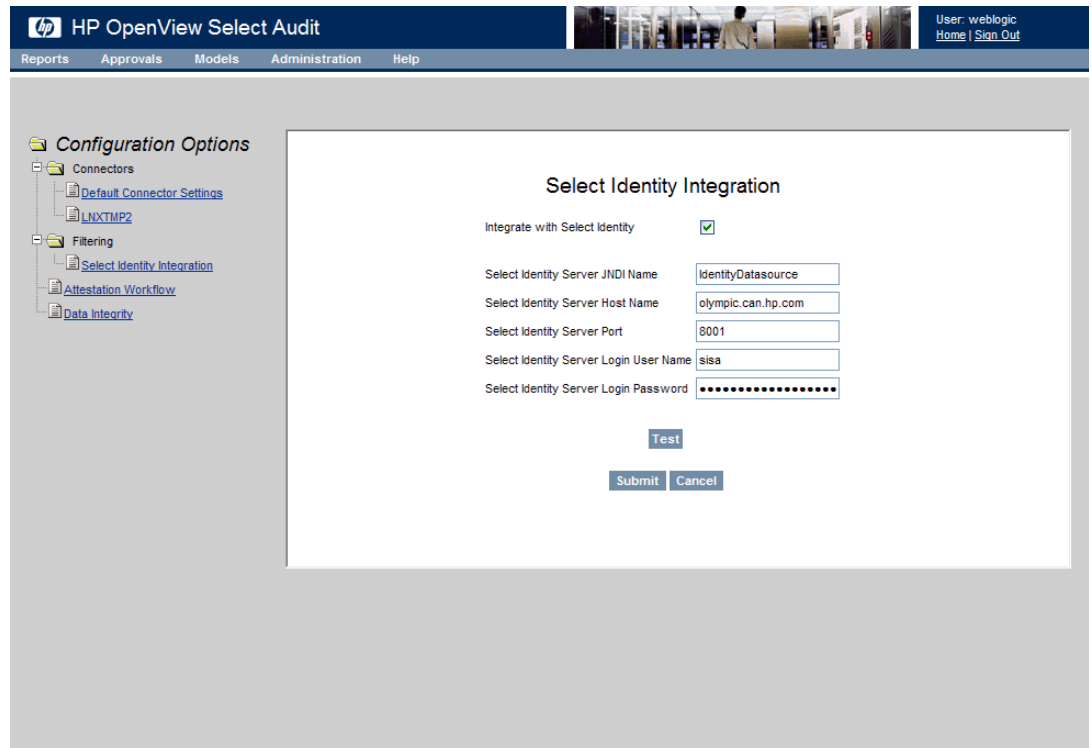 hp HP OpenView Select Audit
User: weblogic
Home | Sign Out
Reports Approvals Models Administration Help
Configuration Options
Connectors
Default Connector Settings
LNXTMP2
Filtering
Select Identity Integration
Attestation Workflow
Data Integrity
Select Identity Integration
Integrate with Select Identity
Select Identity Server JNDI Name IdentityDatasource
Select Identity Server Host Name olympic.can.hp.com
Select Identity Server Port 8001
Select Identity Server Login User Name sisa
Select Identity Server Login Password ••••••••••••••••••
Test
Submit Cancel